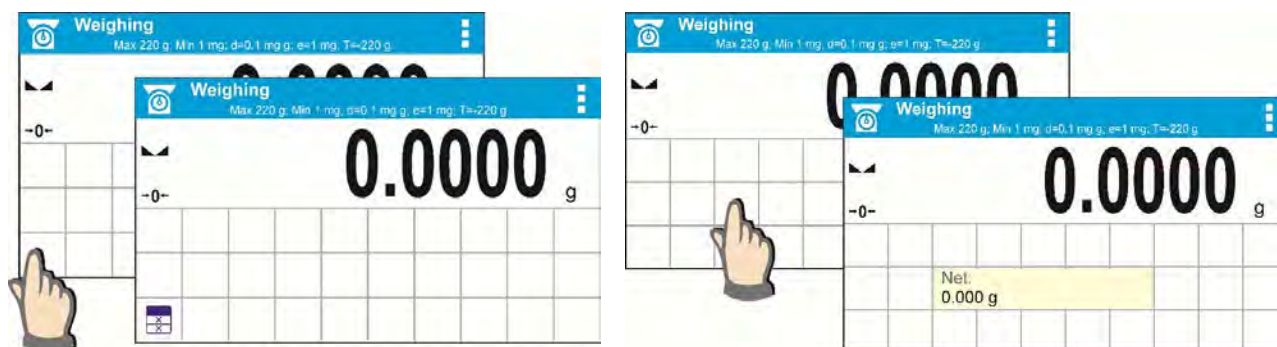 Weighing
Max 220 g; Min 1 mg; d=0.1 mg g; e=1 mg; T=-220 g
→0←
Weighing
Max 220 g; Min 1 mg; d=0.1 mg g; e=1 mg; T=-220 g
0.0000 g
→0←
Weighing
Max 220 g; Min 1 mg; d=0.1 mg g; e=1 mg; T=-220 g
0.0000
→0←
Weighing
Max 220 g; Min 1 mg; d=0.1 mg g; e=1 mg; T=-220 g
0.0000 g
→0←
Net.
0.000 g